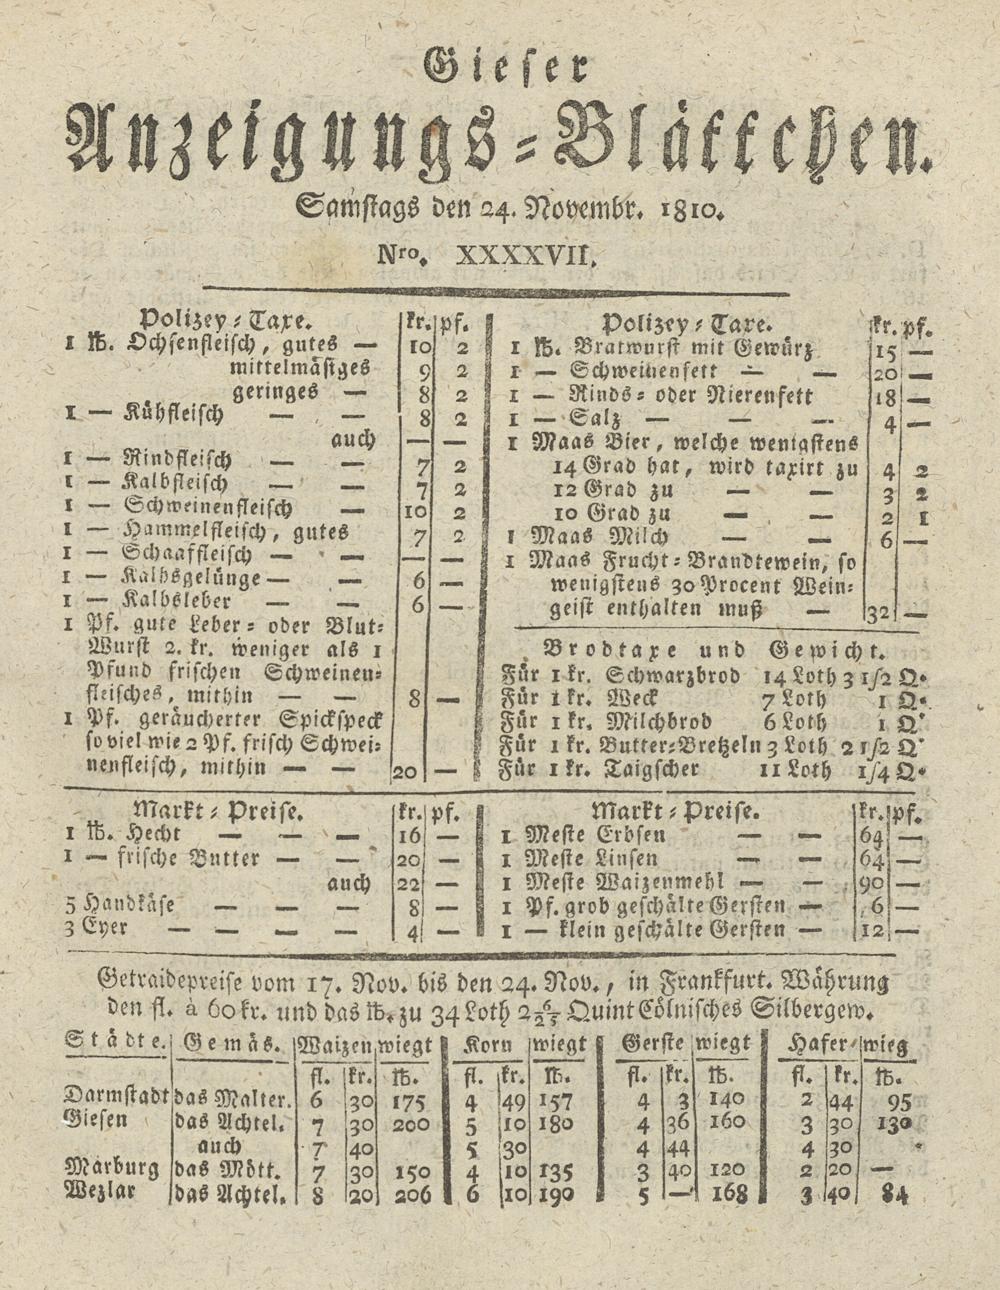 Gieser
Anzeigungs-Blättchen.
Samstags den 24. Novembr. 1810.
Nro. XXXXVII.
Polizey-Taxe. kr. pf.
1 ℔. Ochsenfleisch, gutes — 10 2
mittelmäsiges 9 2
geringes — 8 2
1 — Kühfleisch — — 8 2
auch — —
1 — Rindfleisch — — 7 2
1 — Kalbfleisch — — 7 2
1 — Schweinenfleisch — 10 2
1 — Hammelfleisch, gutes 7 2
1 — Schaaffleisch — — — —
1 — Kalbsgelünge — — 6 —
1 — Kalbsleber — — 6 —
1 Pf. gute Leber- oder Blut-
Wurst 2. kr. weniger als 1
Pfund frischen Schweinen-
fleisches, mithin — — 8 —
1 Pf. geräucherter Spickspeck
so viel wie 2 Pf. frisch Schwei-
nenfleisch, mithin — — 20 —
Polizey-Taxe. kr. pf.
1 ℔. Bratwurst mit Gewürz 15 —
1 — Schweinenfett — — 20 —
1 — Rinds- oder Nierenfett 18 —
1 — Salz — — — 4 —
1 Maas Bier, welche wenigstens
14 Grad hat, wird taxirt zu 4 2
12 Grad zu — — 3 2
10 Grad zu — — 2 1
1 Maas Milch — — 6 —
1 Maas Frucht-Brandtewein, so
wenigstens 30 Procent Wein-
geist enthalten muß — 32 —
Brodtaxe und Gewicht.
Für 1 kr. Schwarzbrod 14 Loth 3 1/2 Q.
Für 1 kr. Weck 7 Loth 1 Q.
Für 1 kr. Milchbrod 6 Loth 1 Q.
Für 1 kr. Butter-Bretzeln 3 Loth 2 1/2 Q.
Für 1 kr. Taigscher 11 Loth 1/4 Q.
Markt-Preise. kr. pf.
1 ℔. Hecht — — — 16 —
1 — frische Butter — — 20 —
auch 22 —
5 Handkäse — — — 8 —
3 Eyer — — — — 4 —
Markt-Preise. kr. pf.
1 Meste Erbsen — — 64 —
1 Meste Linsen — — 64 —
1 Meste Waizenmehl — — 90 —
1 Pf. grob geschälte Gersten — 6 —
1 — klein geschälte Gersten — 12 —
Getraidepreise vom 17. Nov. bis den 24. Nov., in Frankfurt. Währung
den fl. à 60 kr. und das ℔. zu 34 Loth 2 6/25 Quint Cölnisches Silbergew.
Städte. Gemäs. Waizen wiegt Korn wiegt Gerste wiegt Hafer wieg
fl. kr. ℔. fl. kr. ℔. fl. kr. ℔. fl. kr. ℔.
Darmstadt das Malter. 6 30 175 4 49 157 4 3 140 2 44 95
Giesen das Achtel. 7 30 200 5 10 180 4 36 160 3 30 130
auch 7 40 5 30 4 44 4 30
Marburg das Mött. 7 30 150 4 10 135 3 40 120 2 20 —
Wezlar das Achtel. 8 20 206 6 10 190 5 — 168 3 40 84